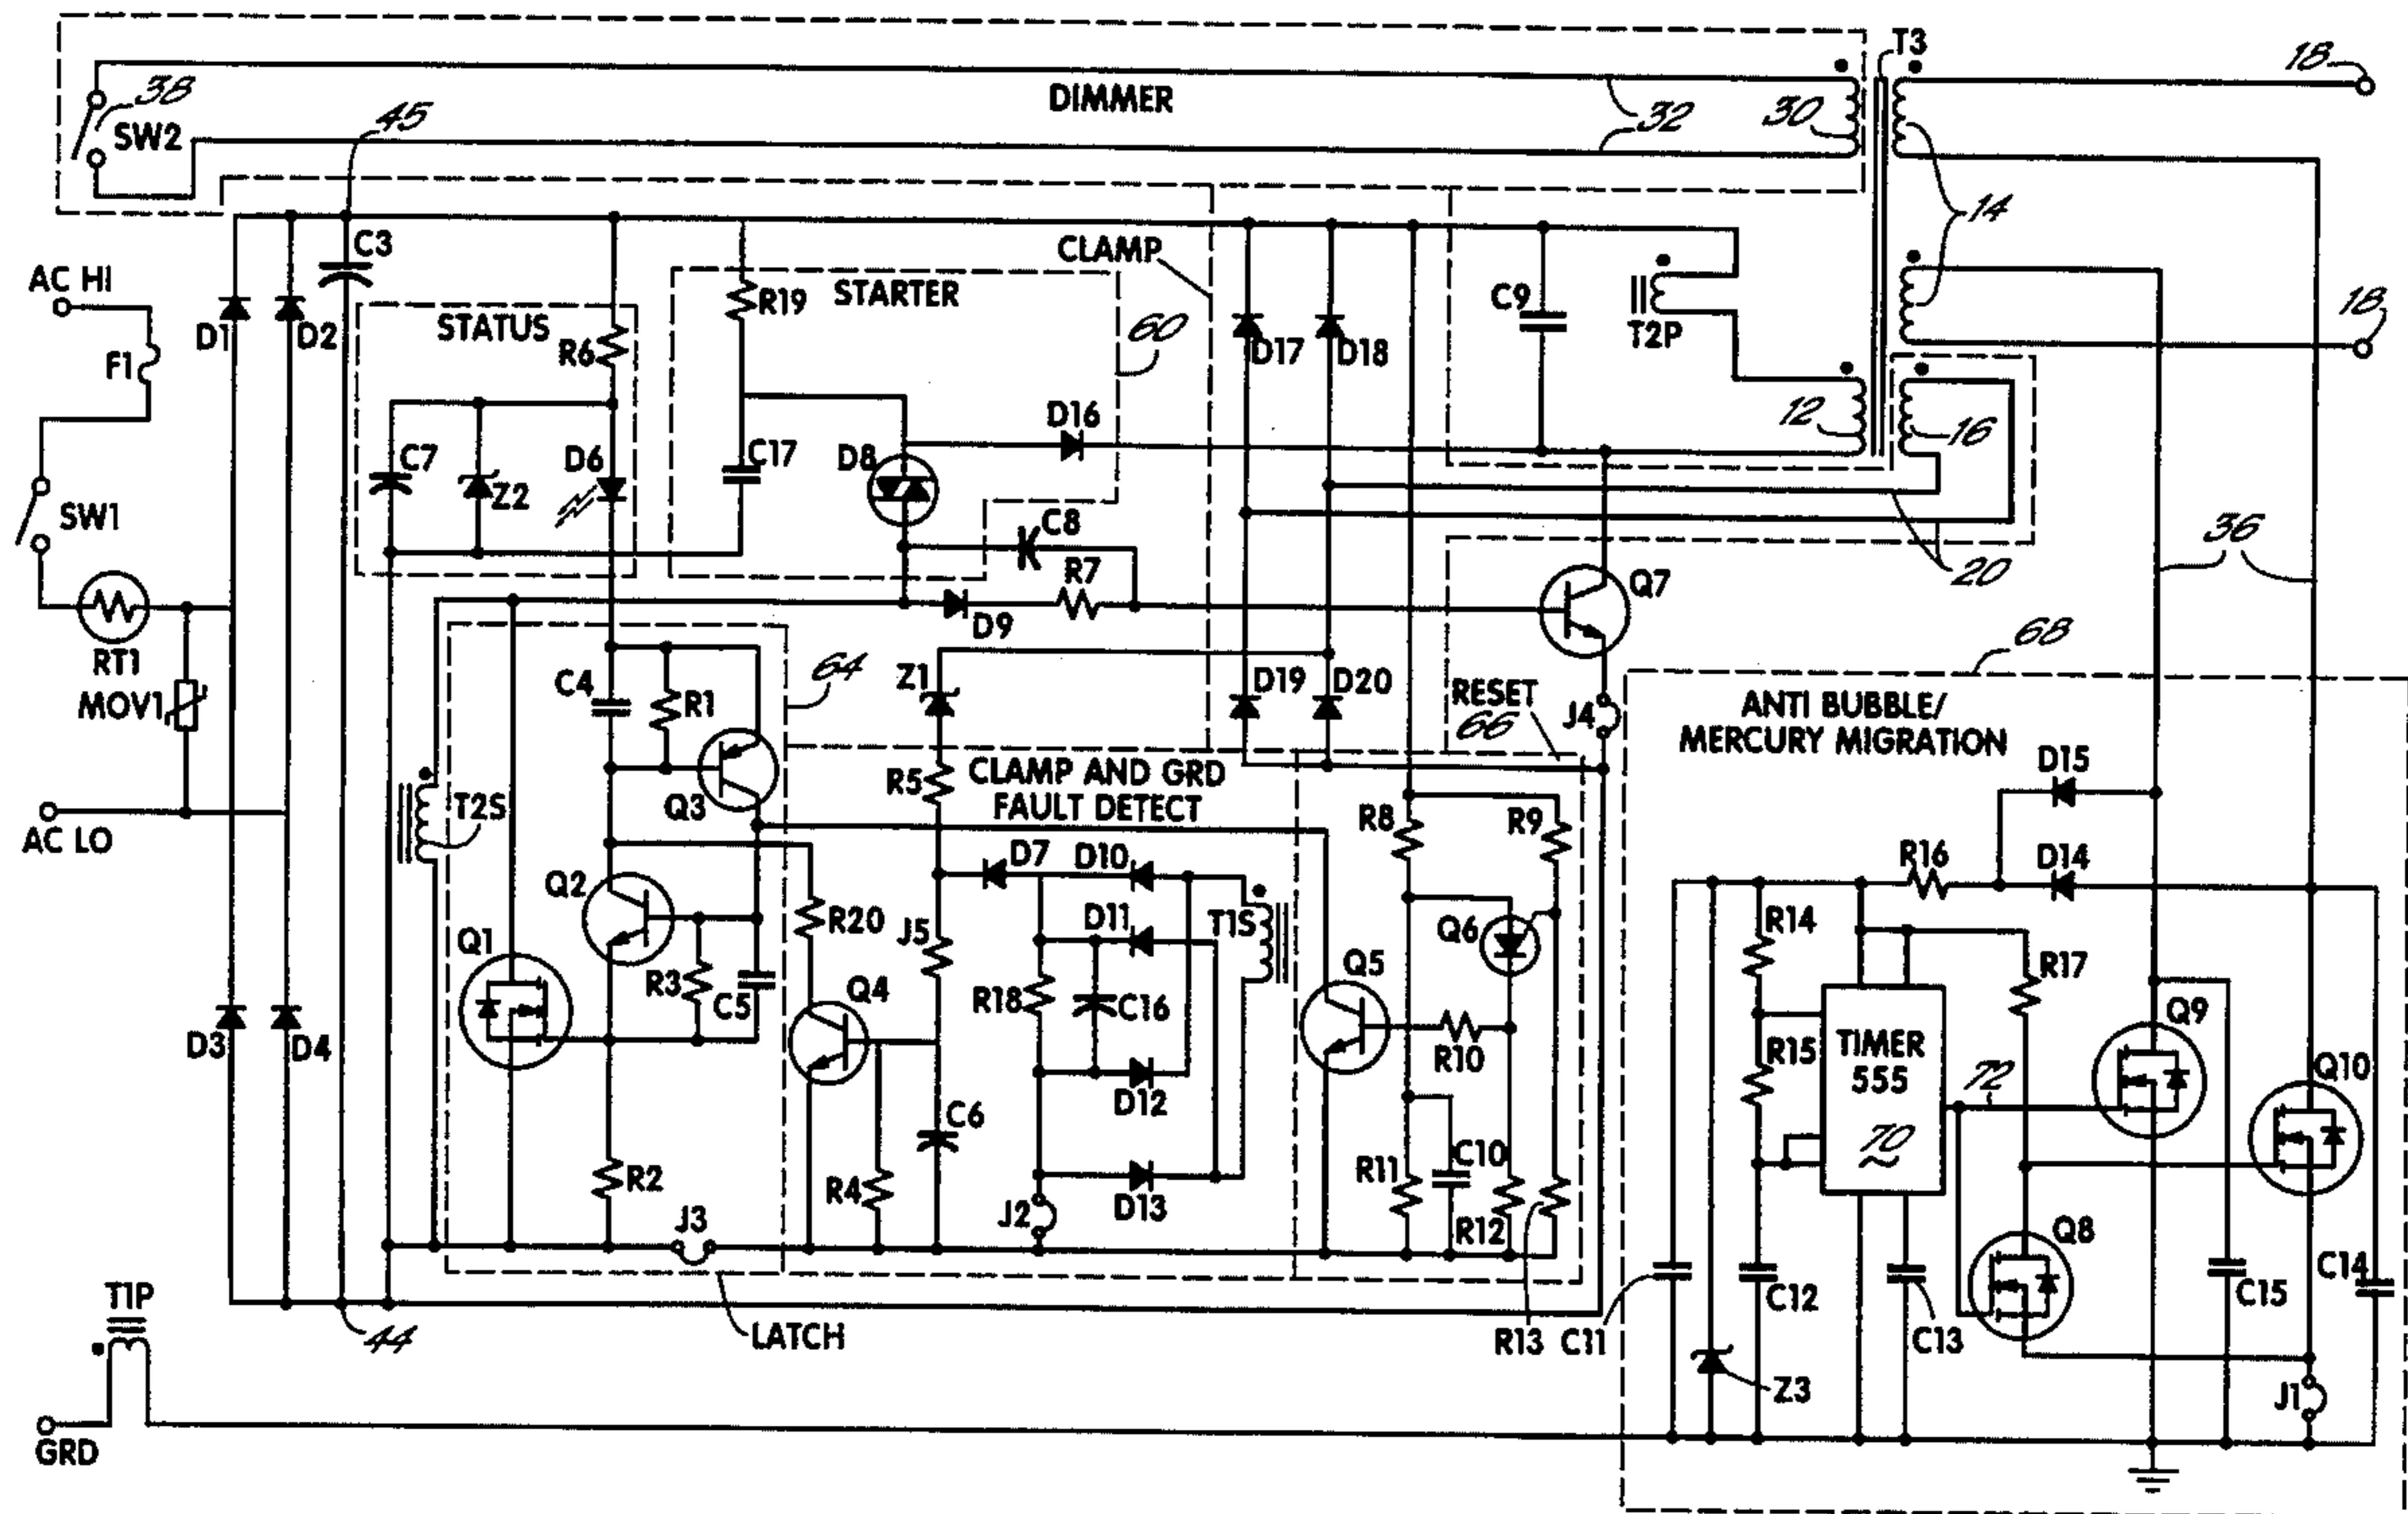 T3
18
38
45
DIMMER
32
30
SW2
14
C3
CLAMP
AC HI
R19
STARTER
C9
18
STATUS
60
T2P
D1
D2
D17
D18
F1
R6
D16
12
16
C7
D6
C17
D8
Z2
SW1
C8
36
20
R7
Q7
D9
RT1
68
64
C4
Z1
D19
D20
RESET
66
MOV1
R1
J4
ANTI BUBBLE/
MERCURY MIGRATION
D15
CLAMP AND GRD
FAULT DETECT
R5
T2S
Q3
R8
R9
AC LO
D7
D10
R16
D14
Q2
R20
D11
T1S
R14
Q1
J5
Q6
R17
R3
C5
Q4
R18
C16
Q5
Q9
D3
D4
R10
R15
TIMER
555
72
Q10
D12
C6
70
R2
R4
R11
C10
J2
D13
R12
Q8
J3
C12
C15
C14
T1P
44
LATCH
R13
C11
C13
Z3
J1
GRD